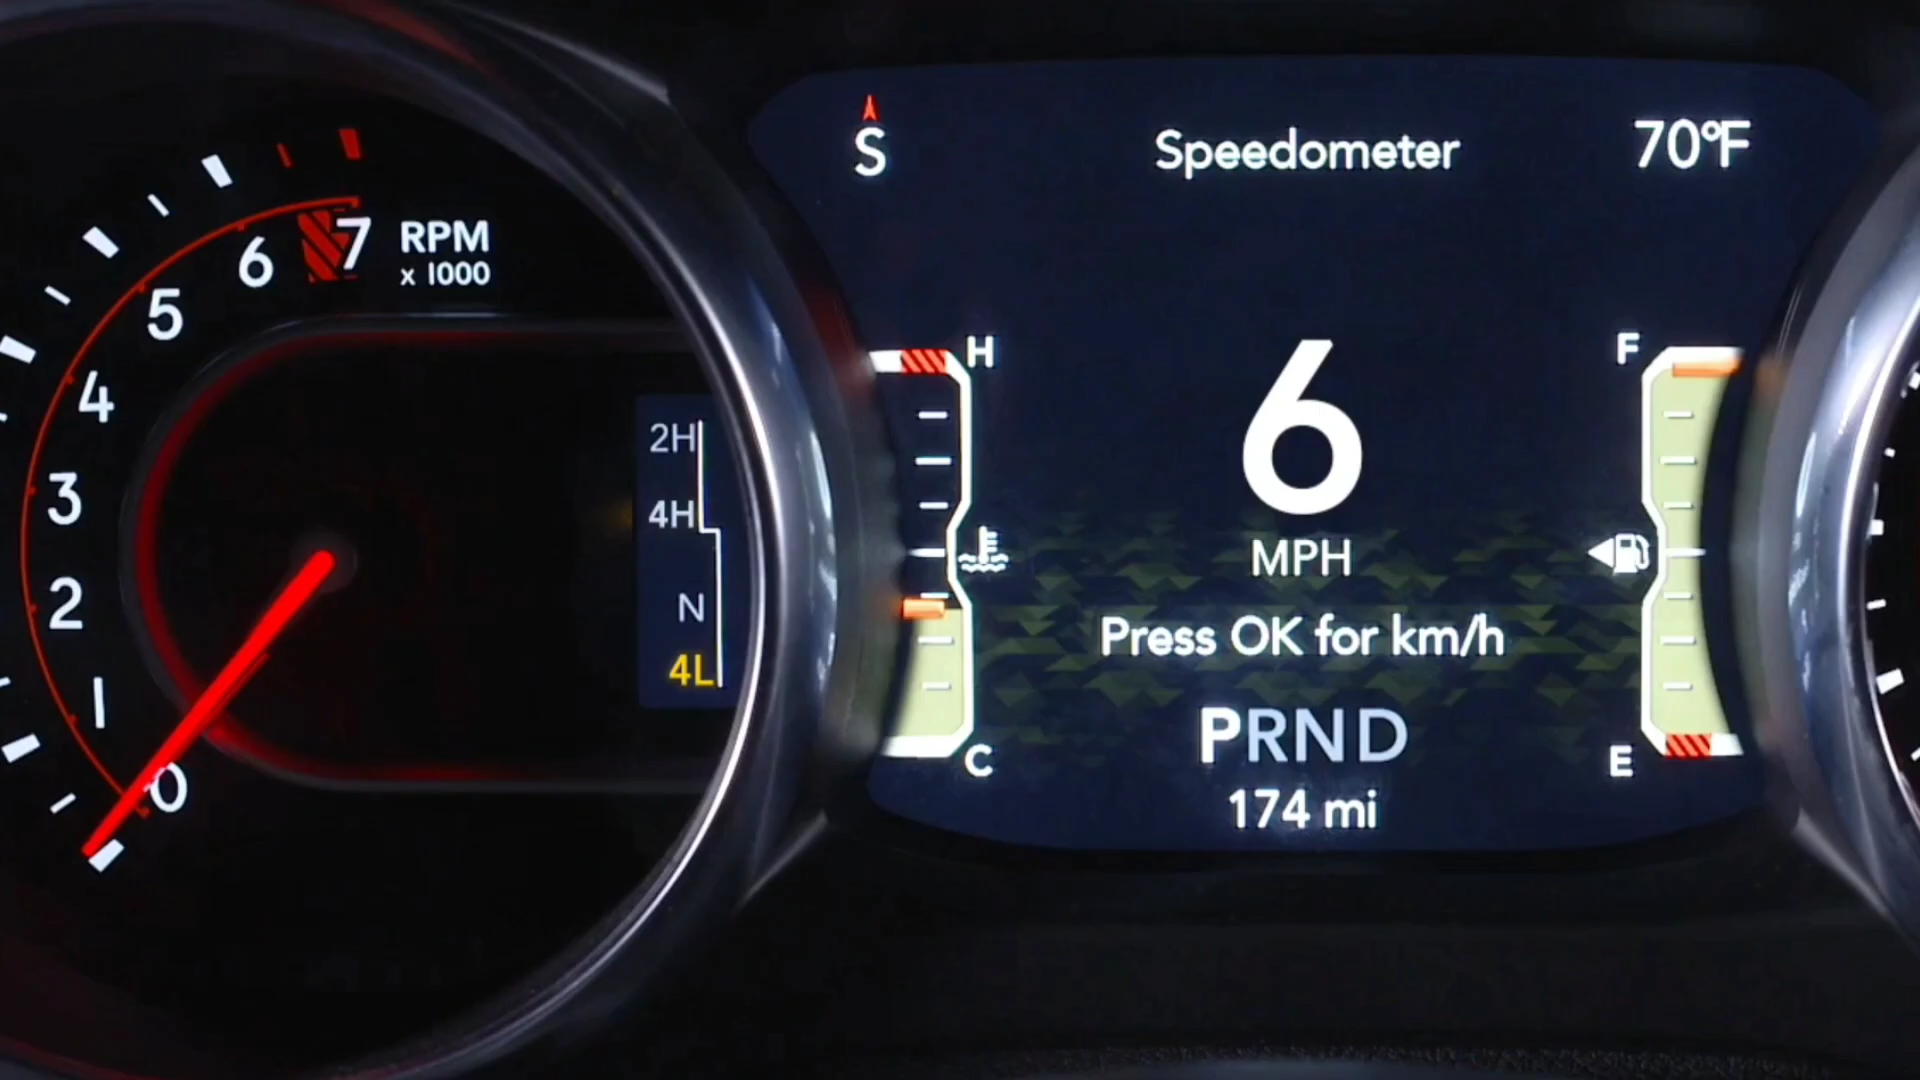 7
6
5
4
3
2
1
0
RPM
x 1000
2H
4H
N
4L
S
Speedometer
70°F
H
C
6
MPH
Press OK for km/h
PRND
174 mi
F
E